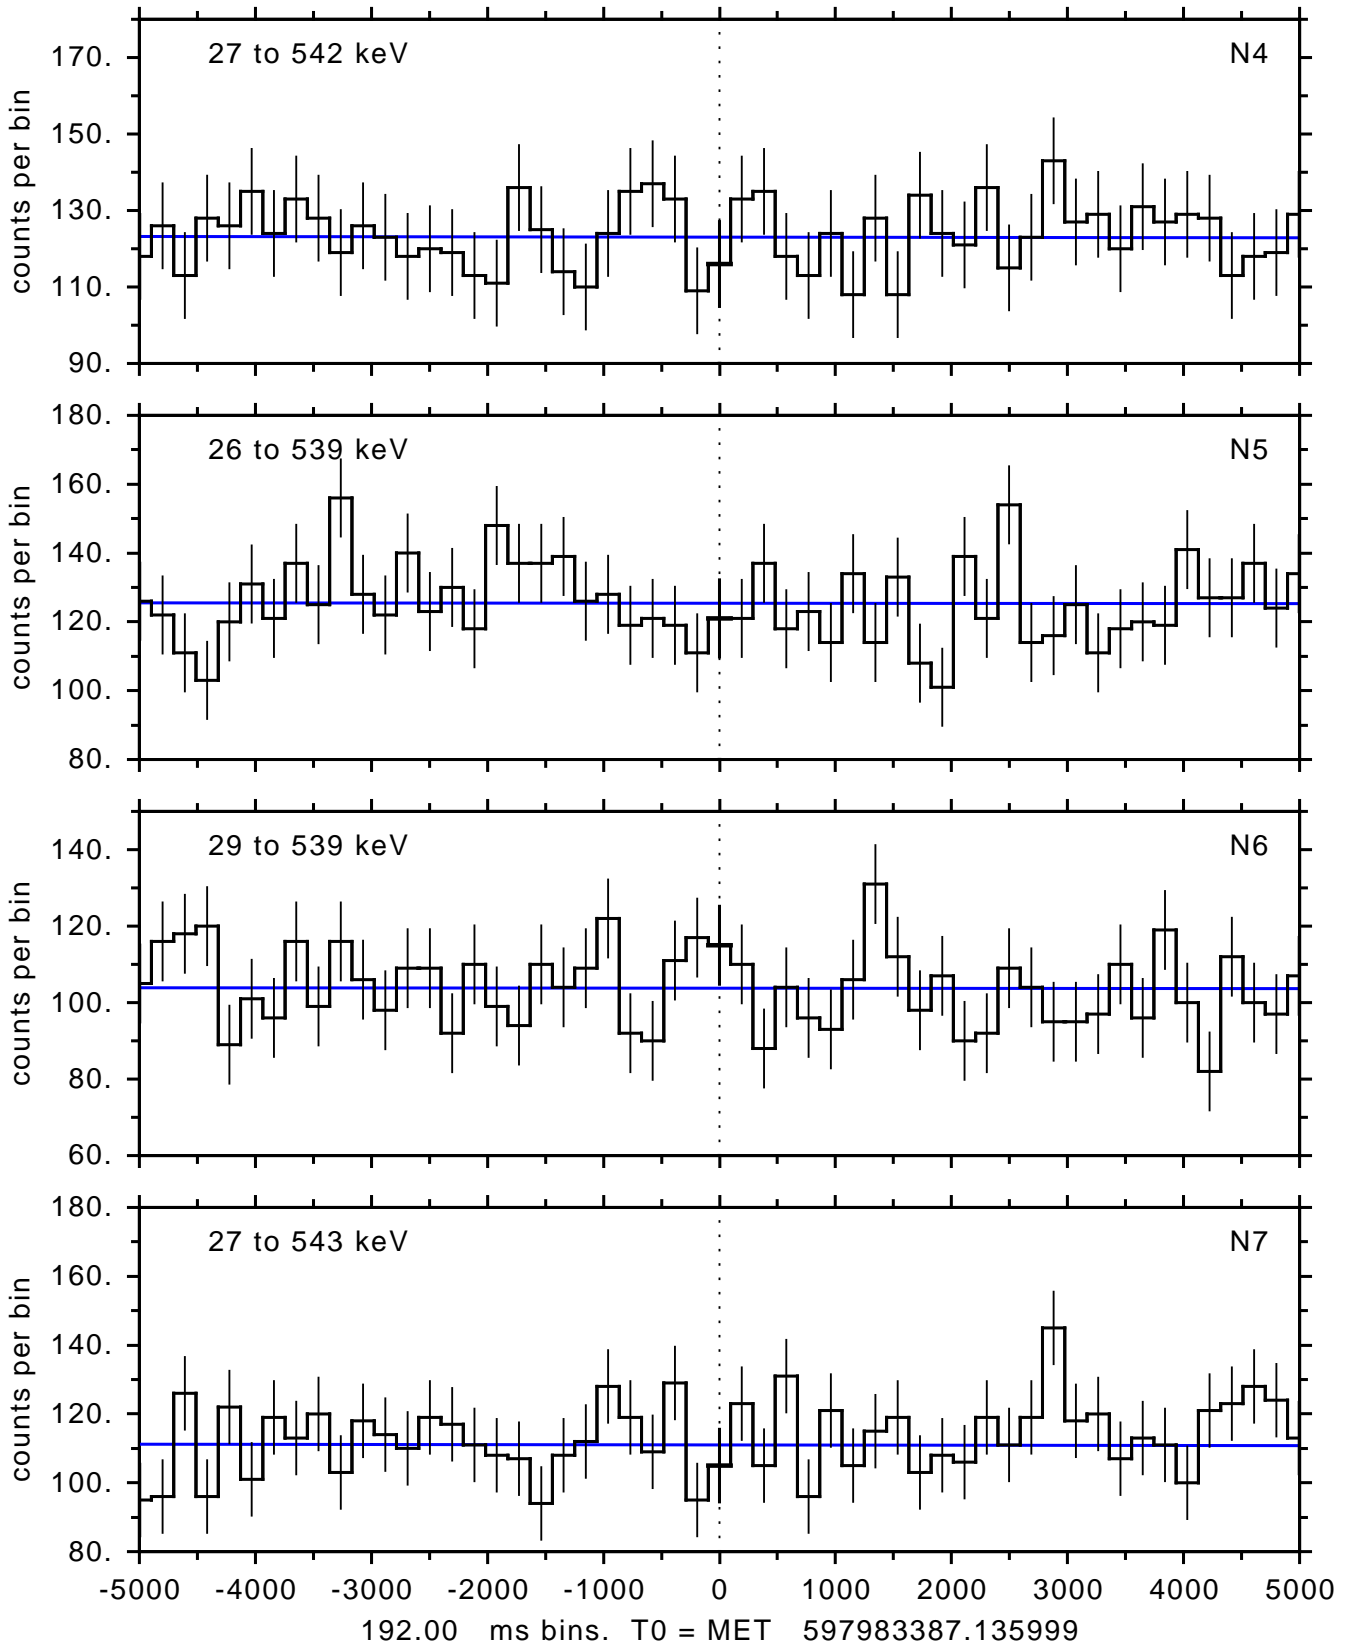 27 to 542 keV N4
170.
150.
130.
110.
90.
counts per bin
26 to 539 keV N5
180.
160.
140.
120.
100.
80.
counts per bin
29 to 539 keV N6
140.
120.
100.
80.
60.
counts per bin
27 to 543 keV N7
180.
160.
140.
120.
100.
80.
counts per bin
-5000 -4000 -3000 -2000 -1000 0 1000 2000 3000 4000 5000
192.00 ms bins. T0 = MET 597983387.135999